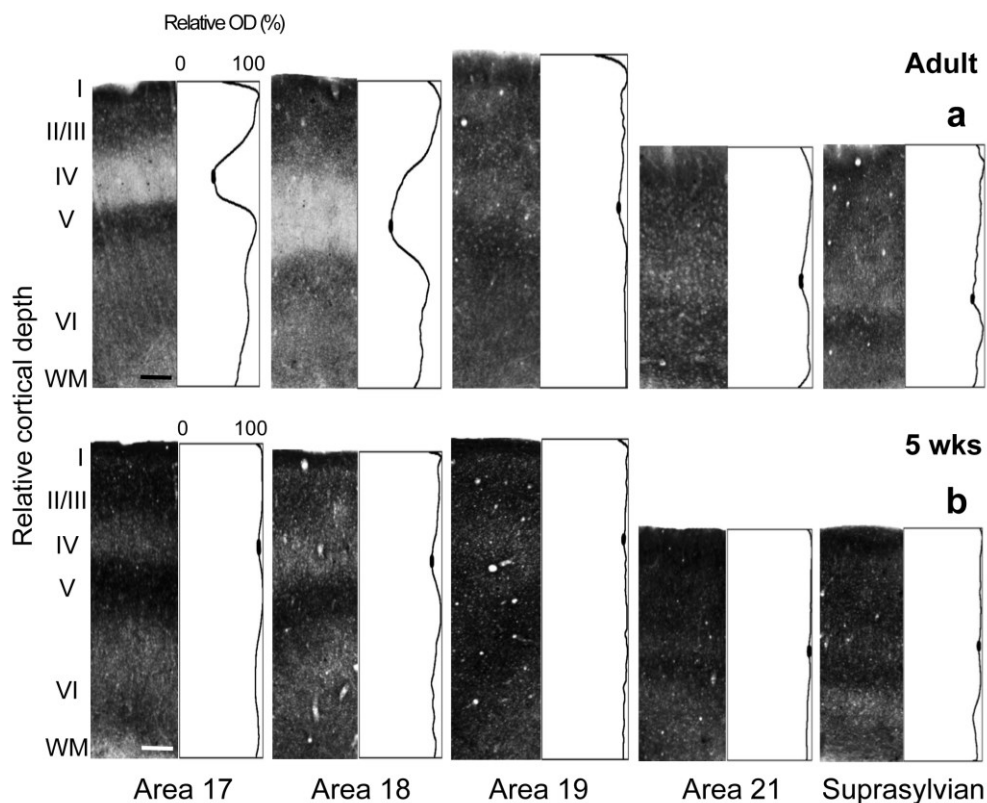 Relative OD (%)
0 100
Adult
a
I
II/III
IV
V
VI
WM
Relative cortical depth
0 100
5 wks
b
I
II/III
IV
V
VI
WM
Area 17 Area 18 Area 19 Area 21 Suprasylvian